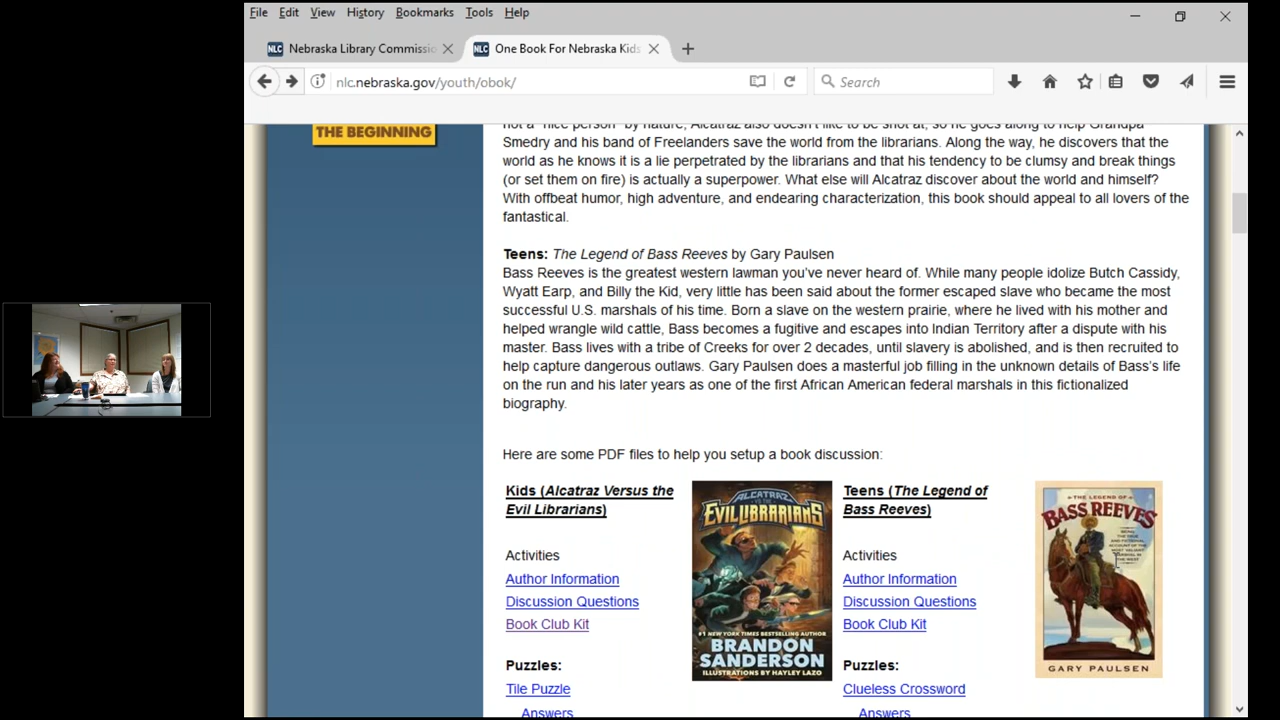 File Edit View History Bookmarks Tools Help
NLC Nebraska Library Commissio
NLC One Book For Nebraska Kids
nlc.nebraska.gov/youth/obok/
Search
THE BEGINNING
not a "nice person" by nature, Alcatraz also doesn't like to be shot at, so he goes along to help Grandpa
Smedry and his band of Freelanders save the world from the librarians. Along the way, he discovers that the
world as he knows it is a lie perpetrated by the librarians and that his tendency to be clumsy and break things
(or set them on fire) is actually a superpower. What else will Alcatraz discover about the world and himself?
With offbeat humor, high adventure, and endearing characterization, this book should appeal to all lovers of the
fantastical.
Teens: The Legend of Bass Reeves by Gary Paulsen
Bass Reeves is the greatest western lawman you've never heard of. While many people idolize Butch Cassidy,
Wyatt Earp, and Billy the Kid, very little has been said about the former escaped slave who became the most
successful U.S. marshals of his time. Born a slave on the western prairie, where he lived with his mother and
helped wrangle wild cattle, Bass becomes a fugitive and escapes into Indian Territory after a dispute with his
master. Bass lives with a tribe of Creeks for over 2 decades, until slavery is abolished, and is then recruited to
help capture dangerous outlaws. Gary Paulsen does a masterful job filling in the unknown details of Bass's life
on the run and his later years as one of the first African American federal marshals in this fictionalized
biography.
Here are some PDF files to help you setup a book discussion:
Kids (Alcatraz Versus the
Evil Librarians)
Activities
Author Information
Discussion Questions
Book Club Kit
Puzzles:
Tile Puzzle
Answers
ALCATRAZ
VS THE
EVIL LIBRARIANS
#1 NEW YORK TIMES BESTSELLING AUTHOR
BRANDON
SANDERSON
ILLUSTRATIONS BY HAYLEY LAZO
Teens (The Legend of
Bass Reeves)
Activities
Author Information
Discussion Questions
Book Club Kit
Puzzles:
Clueless Crossword
Answers
THE LEGEND OF
BASS REEVES
GARY PAULSEN